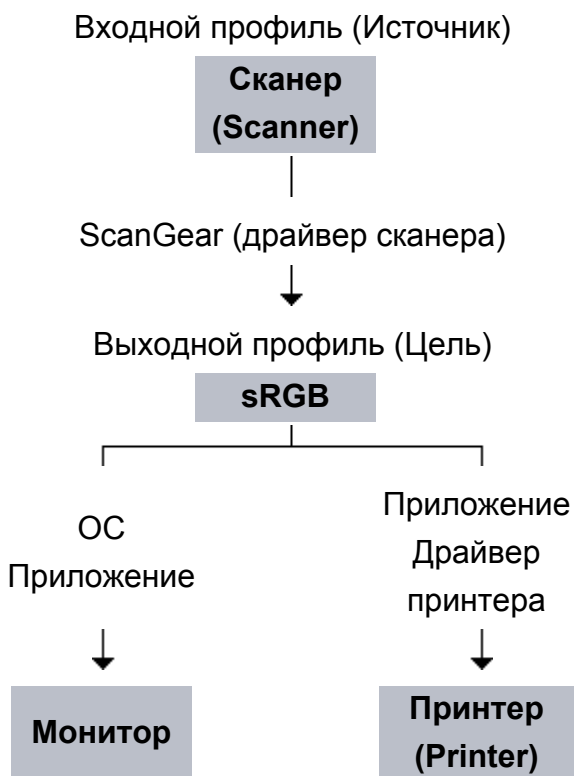 Входной профиль (Источник)
Сканер
(Scanner)
ScanGear (драйвер сканера)
Выходной профиль (Цель)
sRGB
ОС
Приложение
Приложение
Драйвер
принтера
Монитор
Принтер
(Printer)